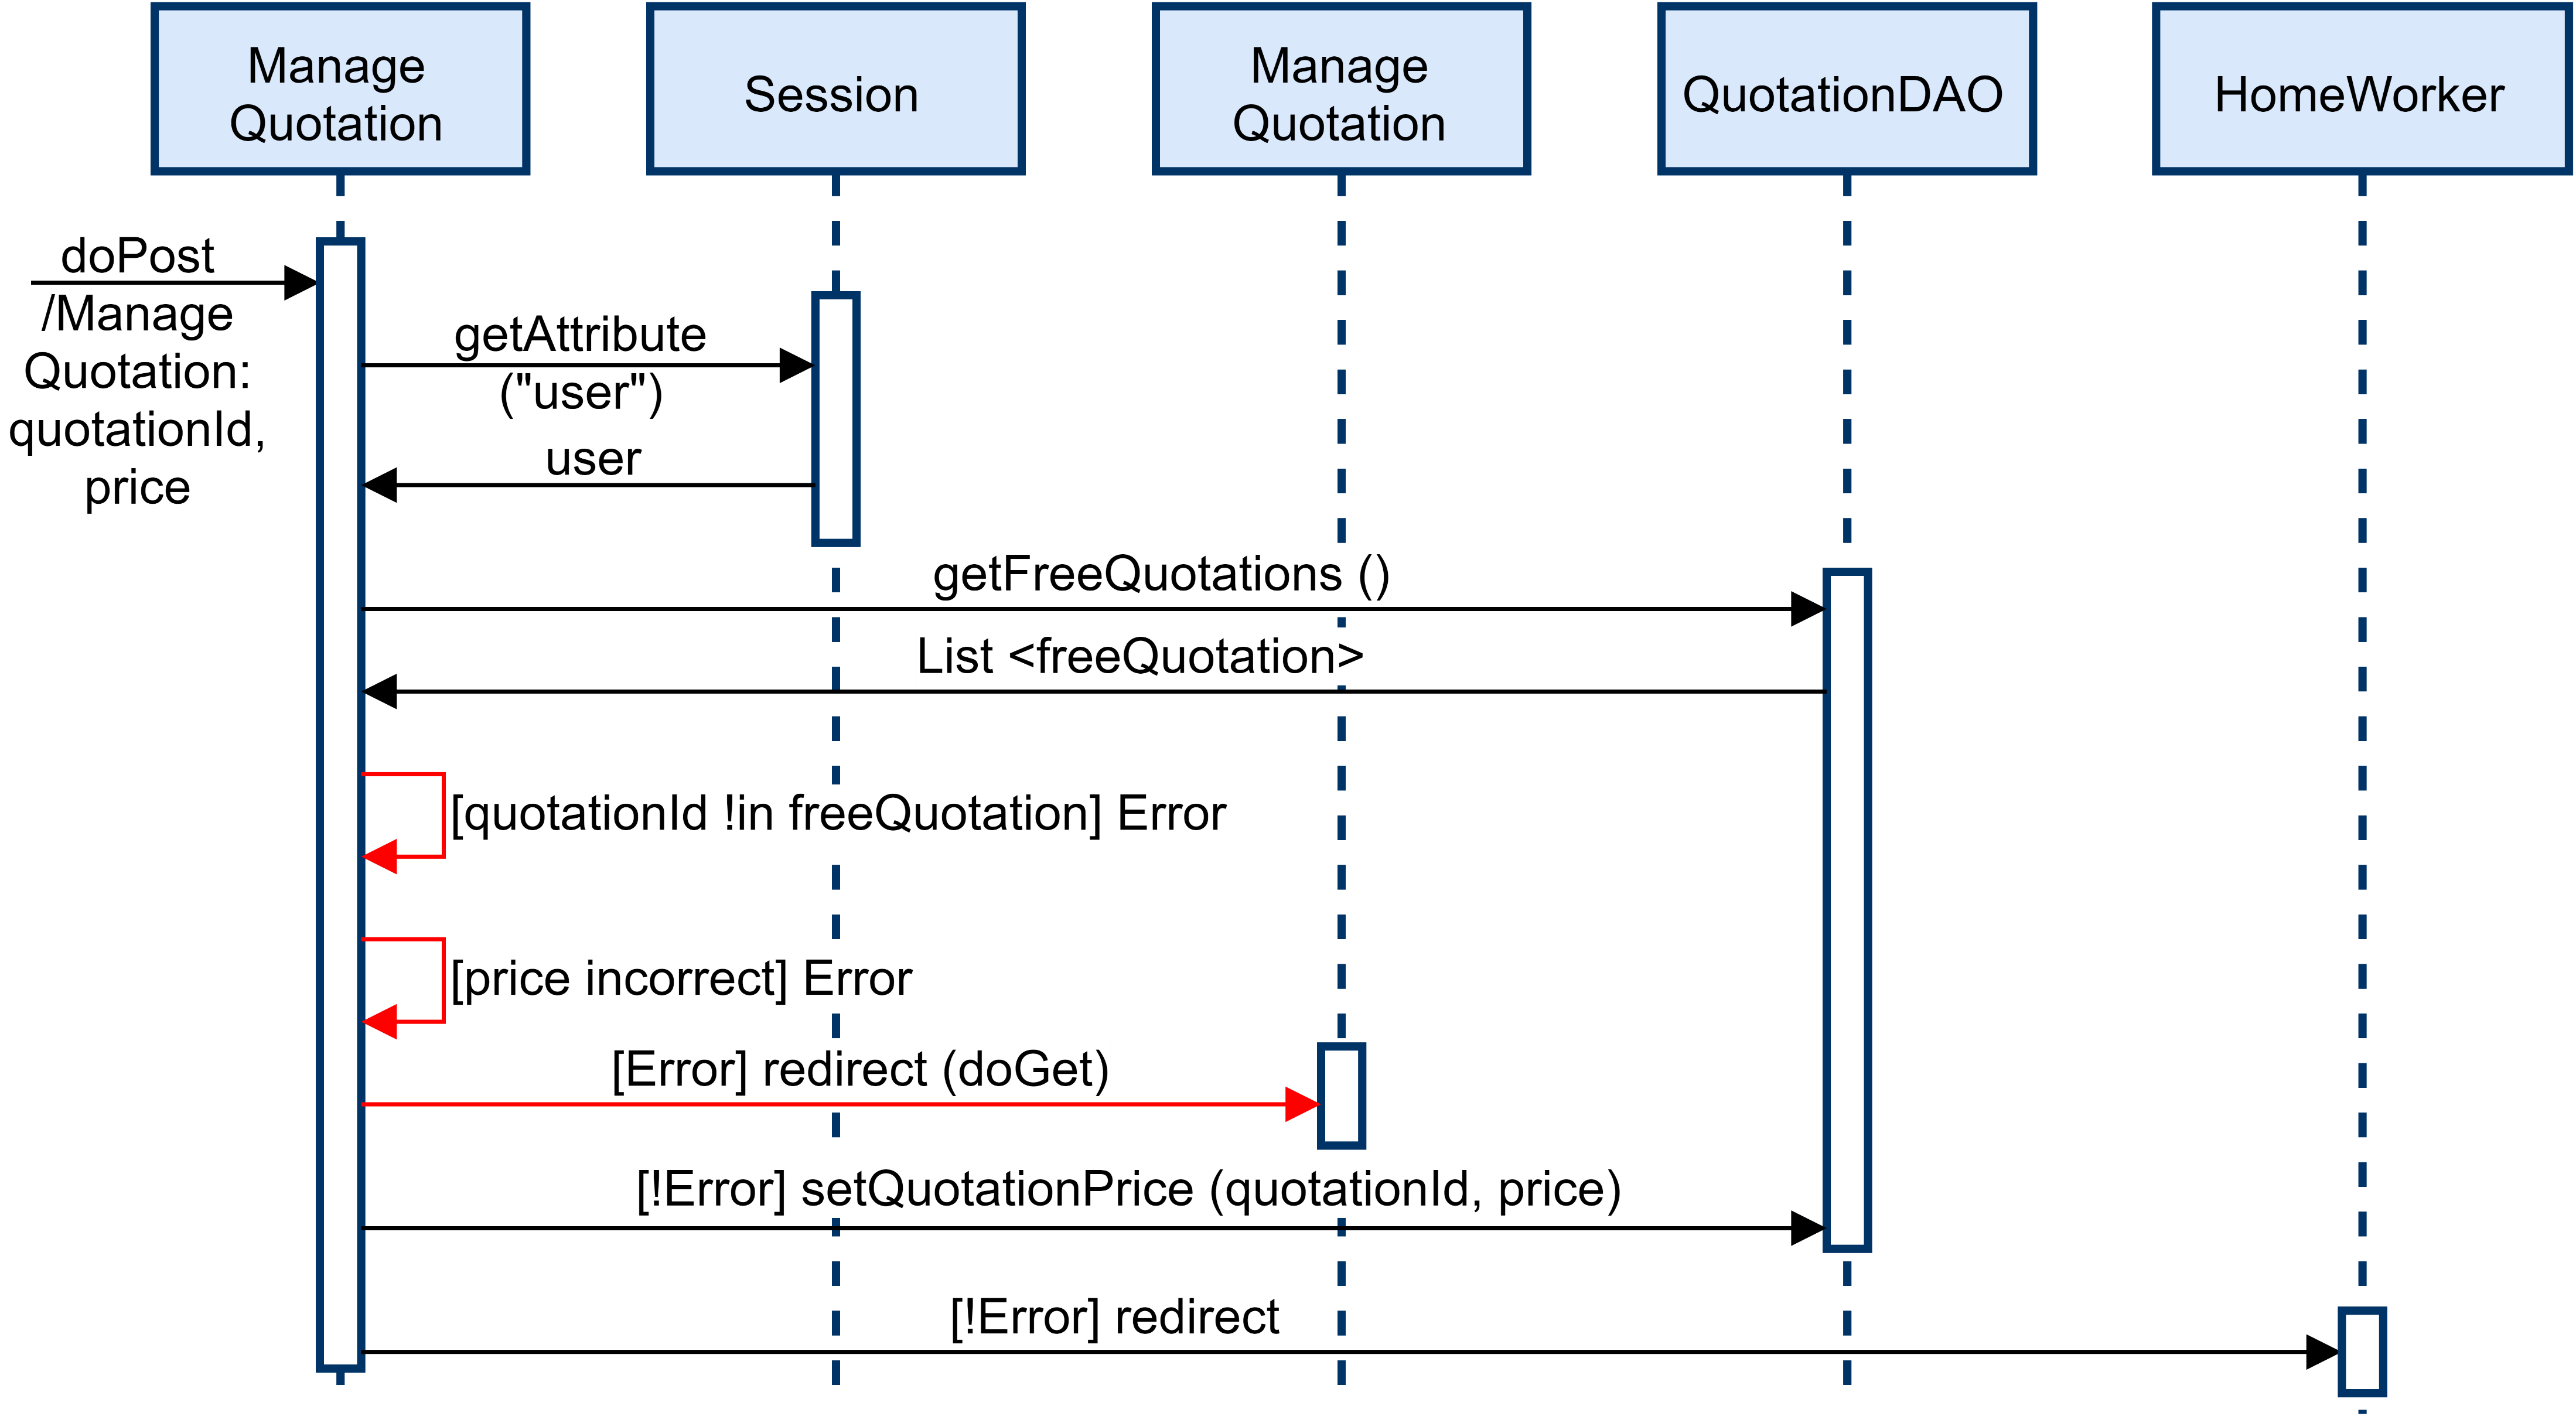 Manage
Quotation
Session
Manage
Quotation
QuotationDAO
HomeWorker
doPost
/Manage
Quotation:
quotationId,
price
getAttribute
("user")
user
getFreeQuotations ()
List <freeQuotation>
[quotationId !in freeQuotation] Error
[price incorrect] Error
[Error] redirect (doGet)
[!Error] setQuotationPrice (quotationId, price)
[!Error] redirect